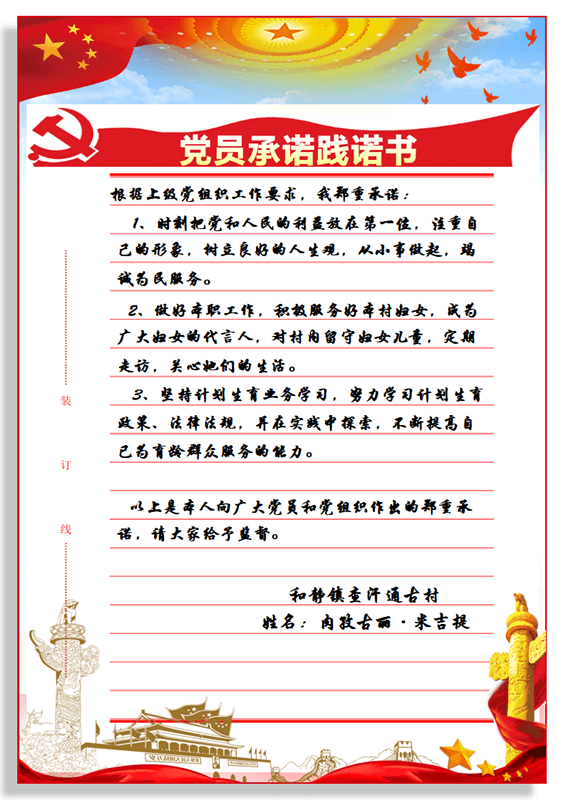 党员承诺践诺书
根据上级党组织工作要求，我郑重承诺：
1、时刻把党和人民的利益放在第一位，注重自
己的形象，树立良好的人生观，从小事做起，竭
诚为民服务。
2、做好本职工作，积极服务好本村妇女，成为
广大妇女的代言人，对村内留守妇女儿童，定期
走访，关心她们的生活。
3、坚持计划生育业务学习，努力学习计划生育
政策、法律法规，并在实践中探索，不断提高自
己为育龄群众服务的能力。
以上是本人向广大党员和党组织作出的郑重承
诺，请大家给予监督。
和静镇查汗通古村
姓名：内孜古丽·米吉提
装
订
线